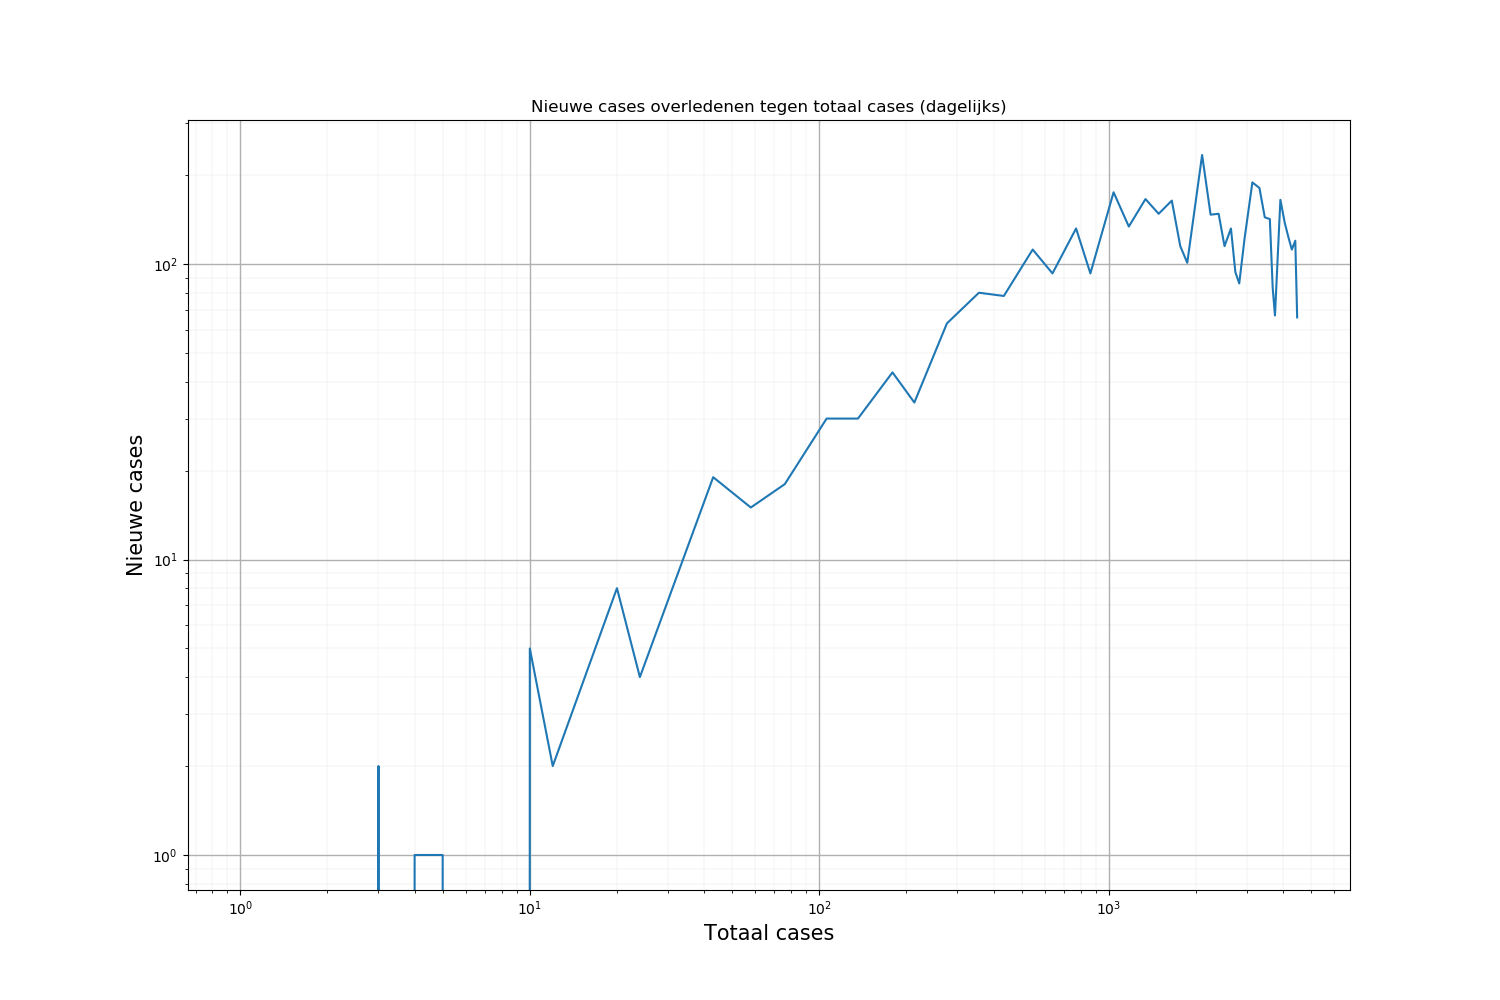 Nieuwe cases overledenen tegen totaal cases (dagelijks)
Nieuwe cases
10²
10¹
10⁰
10⁰ 10¹ 10² 10³
Totaal cases